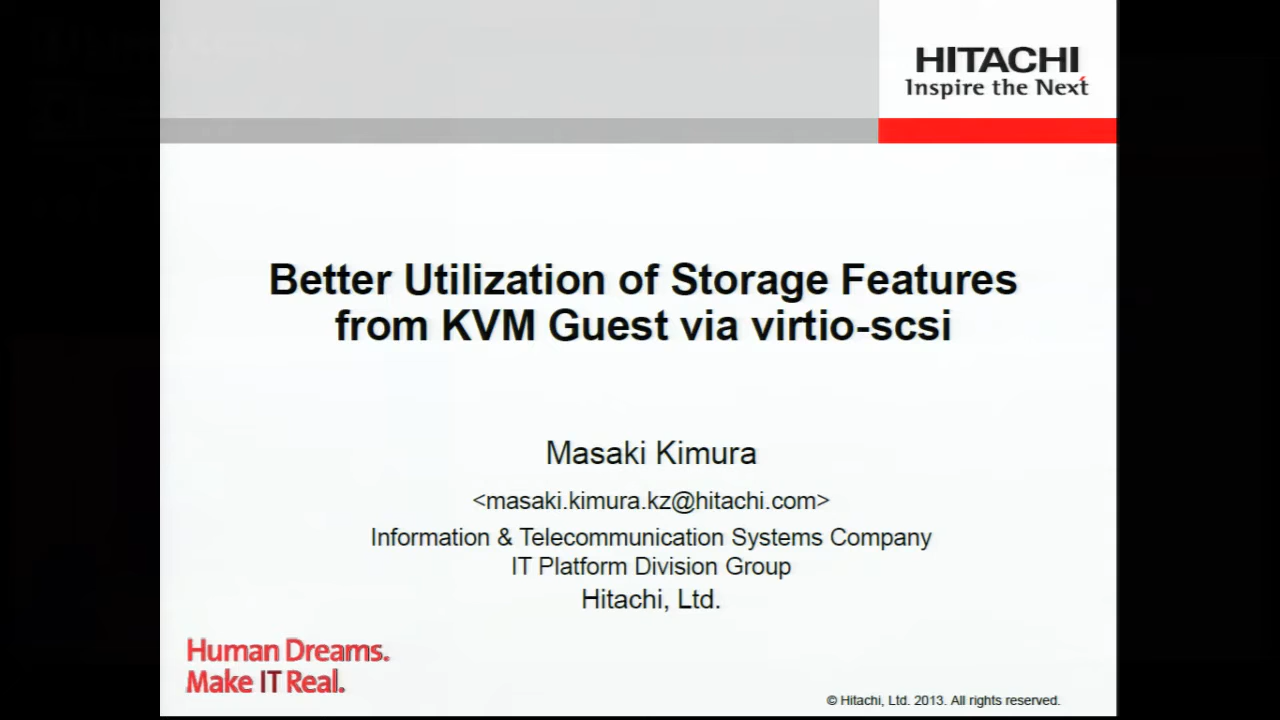 HITACHI
Inspire the Next
Better Utilization of Storage Features
from KVM Guest via virtio-scsi
Masaki Kimura
<masaki.kimura.kz@hitachi.com>
Information & Telecommunication Systems Company
IT Platform Division Group
Hitachi, Ltd.
Human Dreams.
Make IT Real.
© Hitachi, Ltd. 2013. All rights reserved.